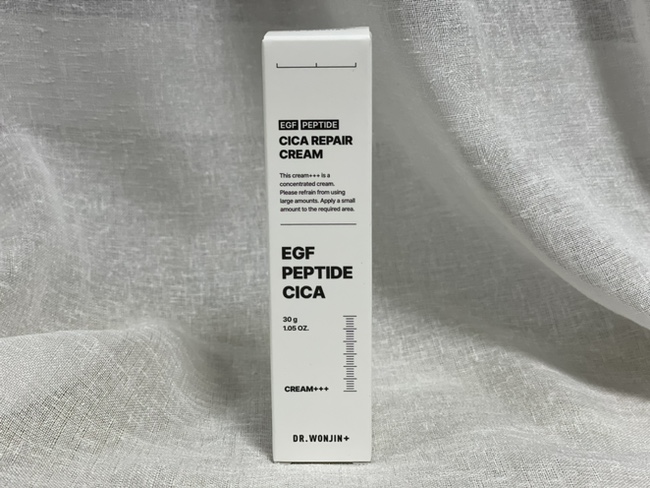 EGF PEPTIDE
CICA REPAIR
CREAM
This cream+++ is a
concentrated cream.
Please refrain from using
large amounts. Apply a small
amount to the required area.
EGF
PEPTIDE
CICA
30 g
1.05 OZ.
CREAM+++
DR.WONJIN+